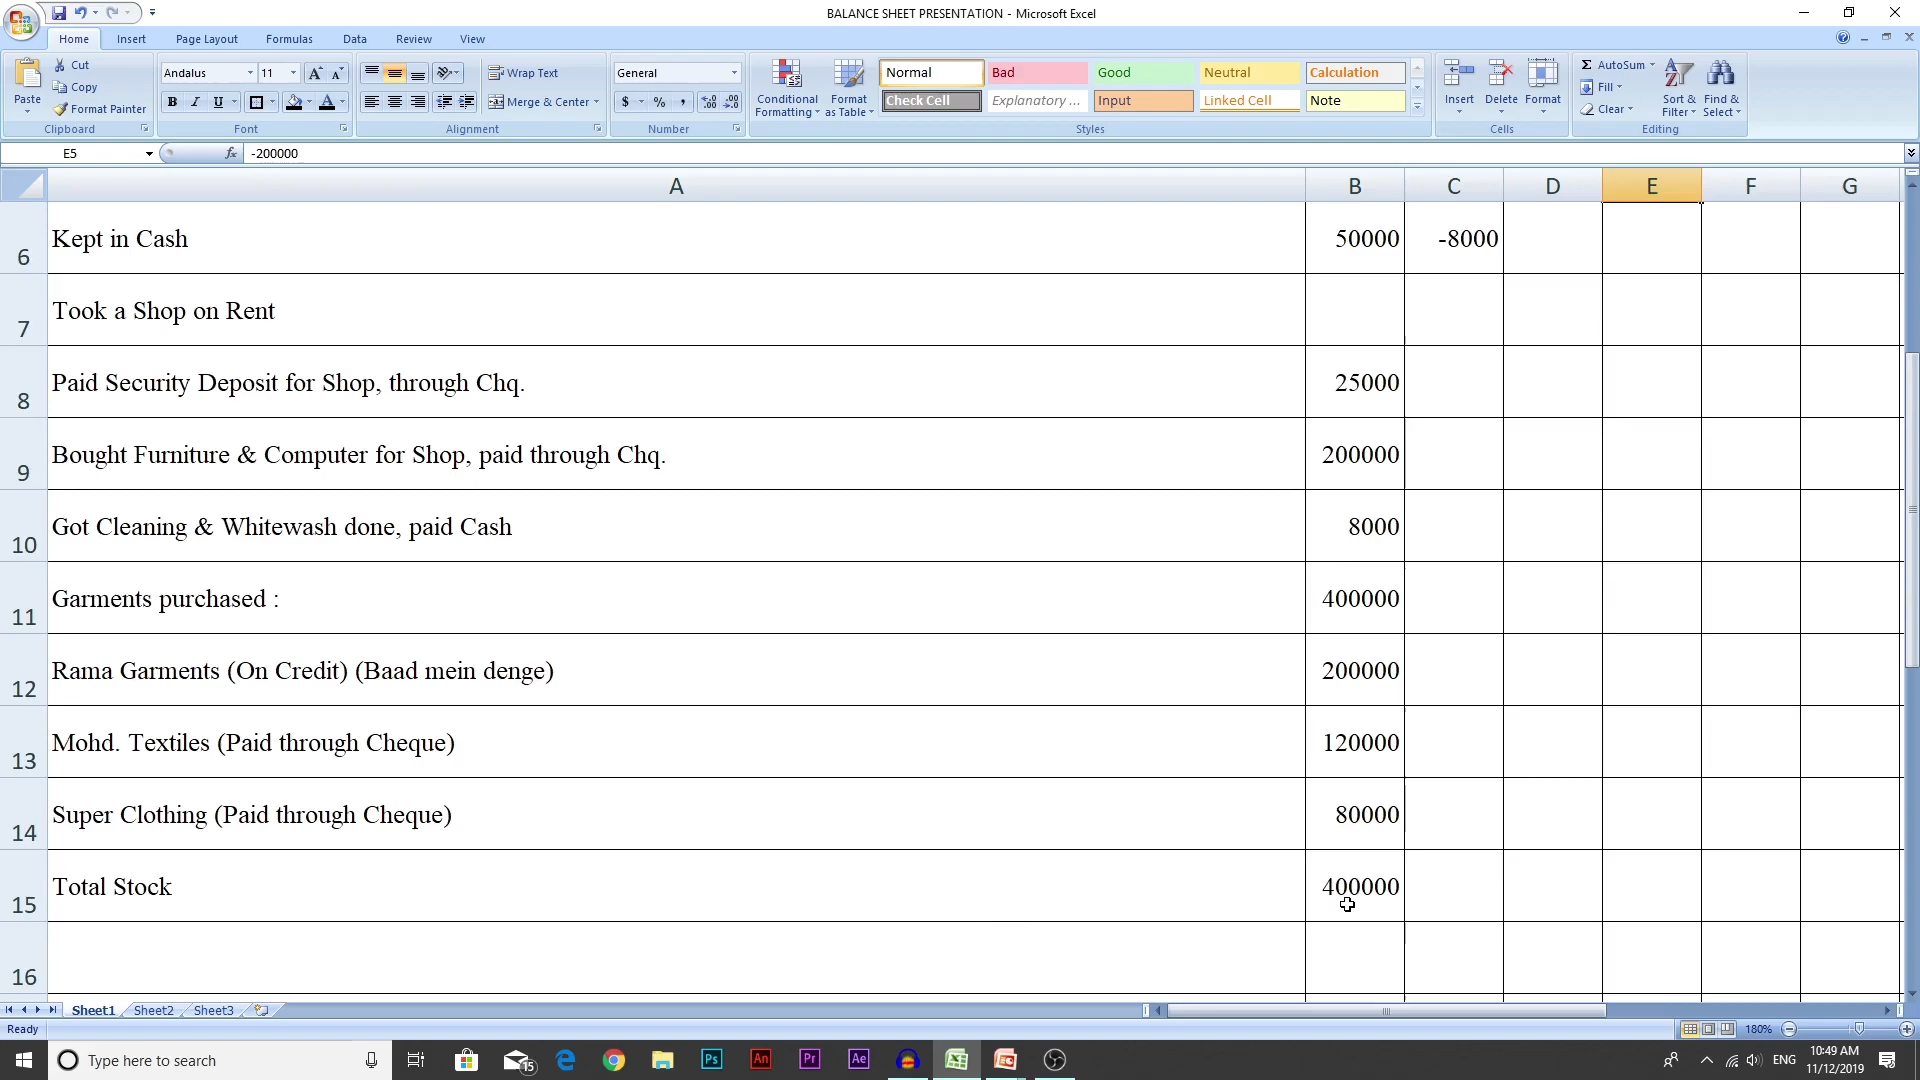 BALANCE SHEET PRESENTATION - Microsoft Excel
Home Insert Page Layout Formulas Data Review View
Paste Cut Copy Format Painter Clipboard
Andalus 11 A A B I U A Font
Wrap Text Merge & Center Alignment
General $ % , Number
Conditional Formatting Format as Table
Normal Bad Good Neutral Calculation
Check Cell Explanatory ... Input Linked Cell Note
Styles
Insert Delete Format Cells
Σ AutoSum Fill Clear Sort & Filter Find & Select Editing
E5 fx -200000
A B C D E F G
6 Kept in Cash 50000 -8000
7 Took a Shop on Rent
8 Paid Security Deposit for Shop, through Chq. 25000
9 Bought Furniture & Computer for Shop, paid through Chq. 200000
10 Got Cleaning & Whitewash done, paid Cash 8000
11 Garments purchased : 400000
12 Rama Garments (On Credit) (Baad mein denge) 200000
13 Mohd. Textiles (Paid through Cheque) 120000
14 Super Clothing (Paid through Cheque) 80000
15 Total Stock 400000
16
Sheet1 Sheet2 Sheet3
Ready 180%
Type here to search 15 Ps An Pr Ae ENG 10:49 AM
11/12/2019